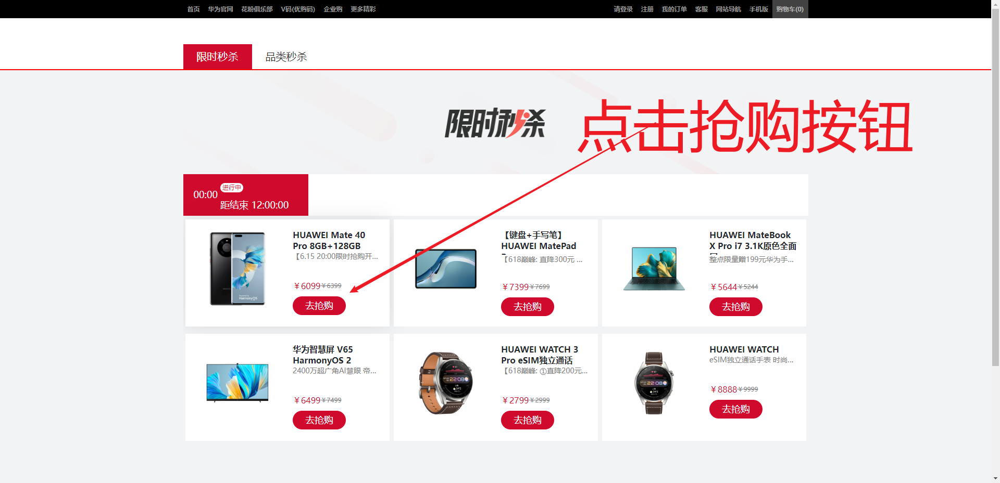 首页 华为官网 花粉俱乐部 V码(优购码) 企业购 更多精彩 请登录 注册 我的订单 客服 网站导航 手机版 购物车(0)
限时秒杀 品类秒杀
限时秒杀
点击抢购按钮
00:00 进行中
距结束 12:00:00
HUAWEI Mate 40
Pro 8GB+128GB
【6.15 20:00限时抢购开...
￥6099￥6399
去抢购
【键盘+手写笔】
HUAWEI MatePad
【618巅峰: 直降300元 ...
￥7399￥7699
去抢购
HUAWEI MateBook
X Pro i7 3.1K原色全面
整点限量赠199元华为手...
￥5644￥5244
去抢购
华为智慧屏 V65
HarmonyOS 2
2400万超广角AI慧眼 帝...
￥6499￥7499
去抢购
HUAWEI WATCH 3
Pro eSIM独立通话
【618巅峰: ①直降200元...
￥2799￥2999
去抢购
HUAWEI WATCH
eSIM独立通话手表 时尚...
￥8888￥9999
去抢购
HarmonyOS
22:08
22:08